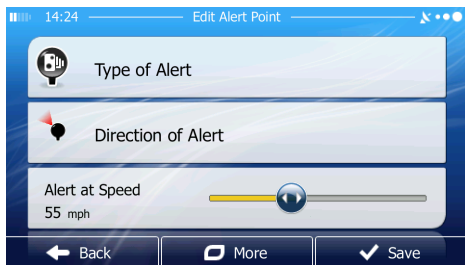 14:24 Edit Alert Point
Type of Alert
Direction of Alert
Alert at Speed
55 mph
Back More Save